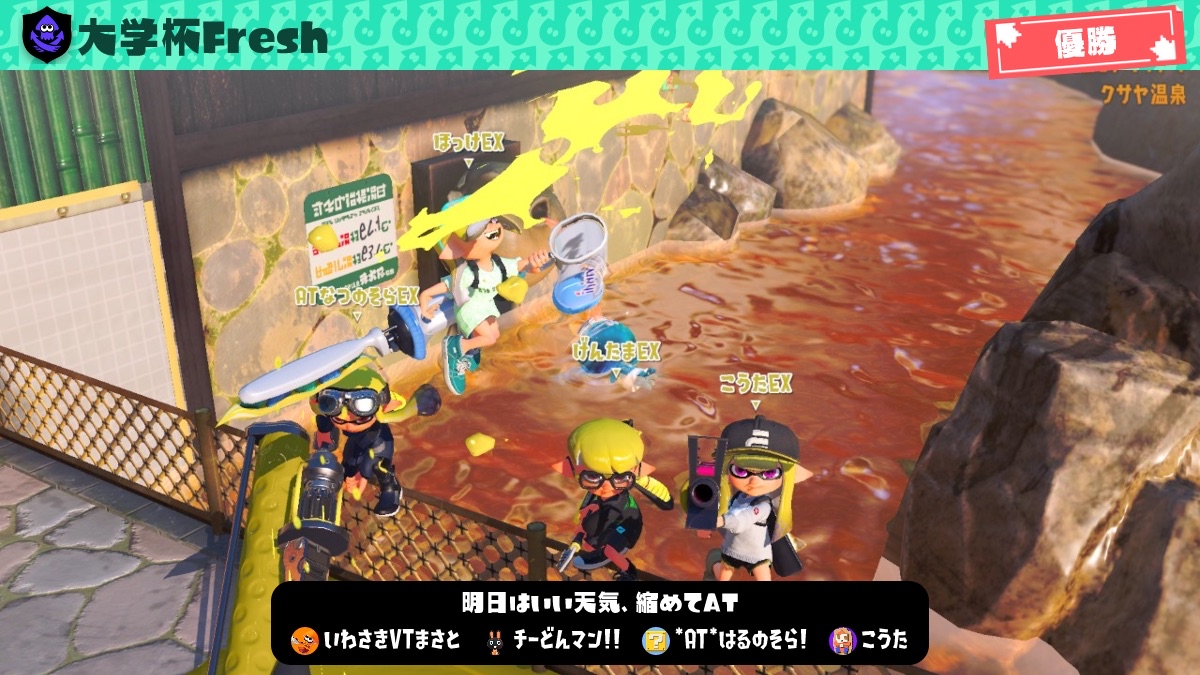 大学杯Fresh
優勝
クサヤ温泉
ほっけEX
ATなつのそらEX
げんたまEX
こうたEX
明日はいい天気、縮めてAT
いわさきVTまさと チーどんマン!! *AT*はるのそら! こうた